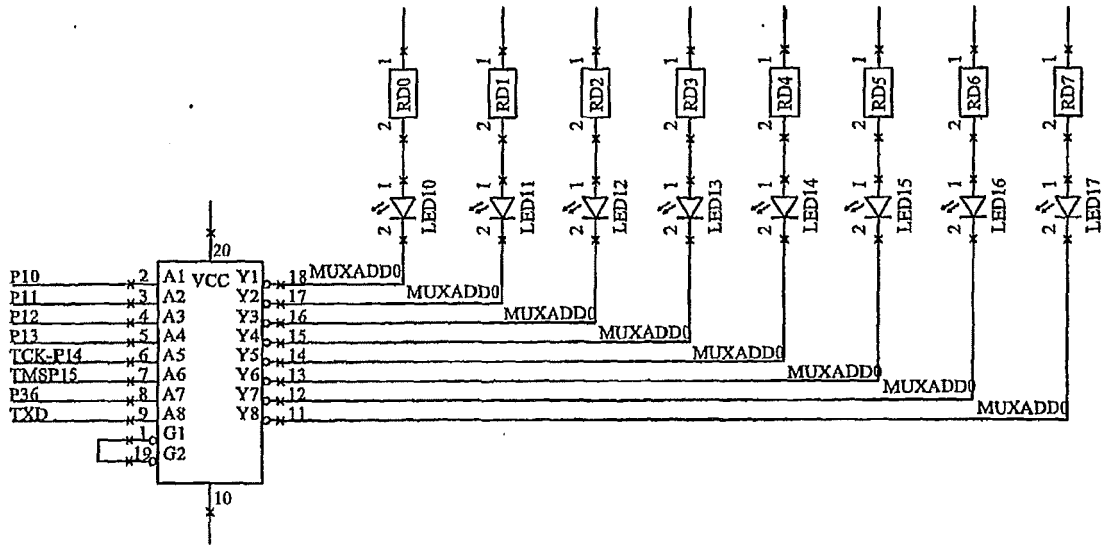 1 1 1 1 1 1 1 1
RD0 RD1 RD2 RD3 RD4 RD5 RD6 RD7
2 2 2 2 2 2 2 2
1 1 1 1 1 1 1 1
LED10 LED11 LED12 LED13 LED14 LED15 LED16 LED17
2 2 2 2 2 2 2 2
20
P10 2 A1 VCC Y1 18 MUXADD0
P11 3 A2 Y2 17 MUXADD0
P12 4 A3 Y3 16 MUXADD0
P13 5 A4 Y4 15 MUXADD0
TCK-P14 6 A5 Y5 14 MUXADD0
TMSP15 7 A6 Y6 13 MUXADD0
P36 8 A7 Y7 12 MUXADD0
TXD 9 A8 Y8 11 MUXADD0
1 G1
19 G2
10